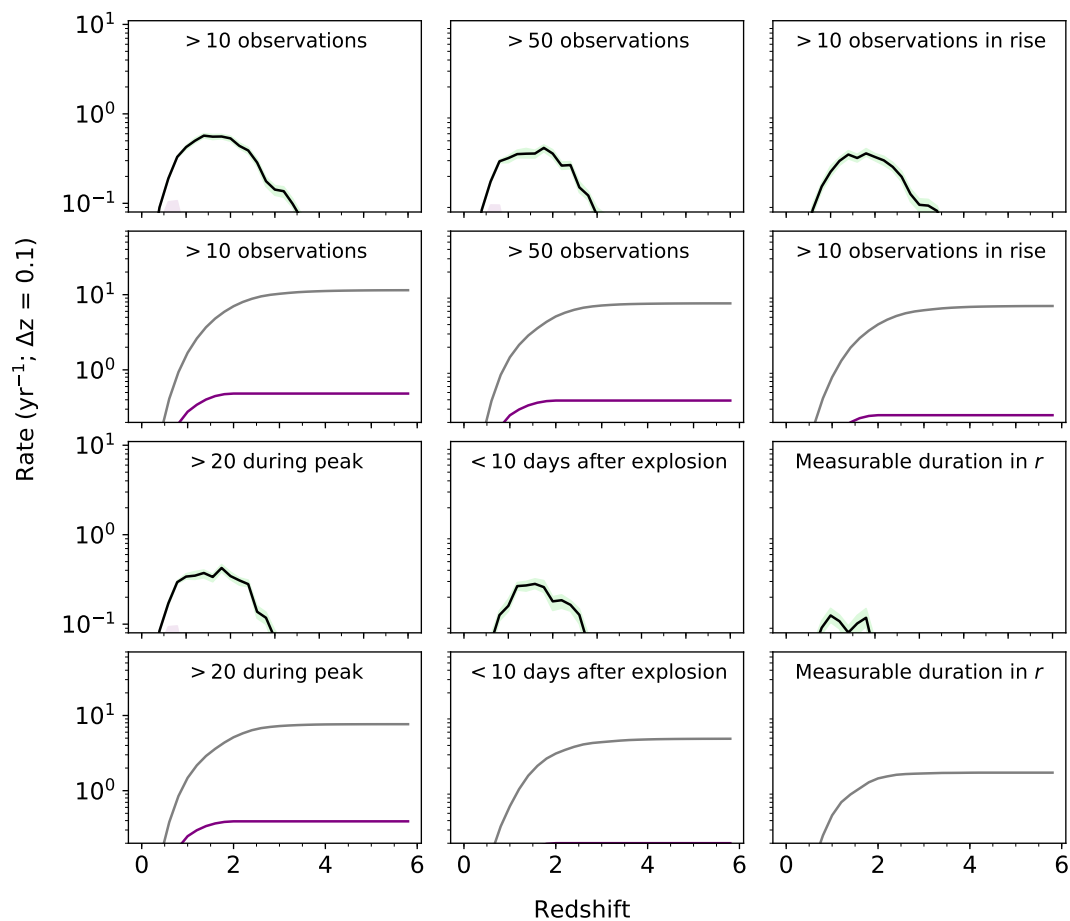 > 10 observations
> 50 observations
> 10 observations in rise
10¹
10⁰
10⁻¹
> 10 observations
> 50 observations
> 10 observations in rise
10¹
10⁰
Rate (yr⁻¹; Δz = 0.1)
> 20 during peak
< 10 days after explosion
Measurable duration in r
10¹
10⁰
10⁻¹
> 20 during peak
< 10 days after explosion
Measurable duration in r
10¹
10⁰
0 2 4 6 0 2 4 6 0 2 4 6
Redshift